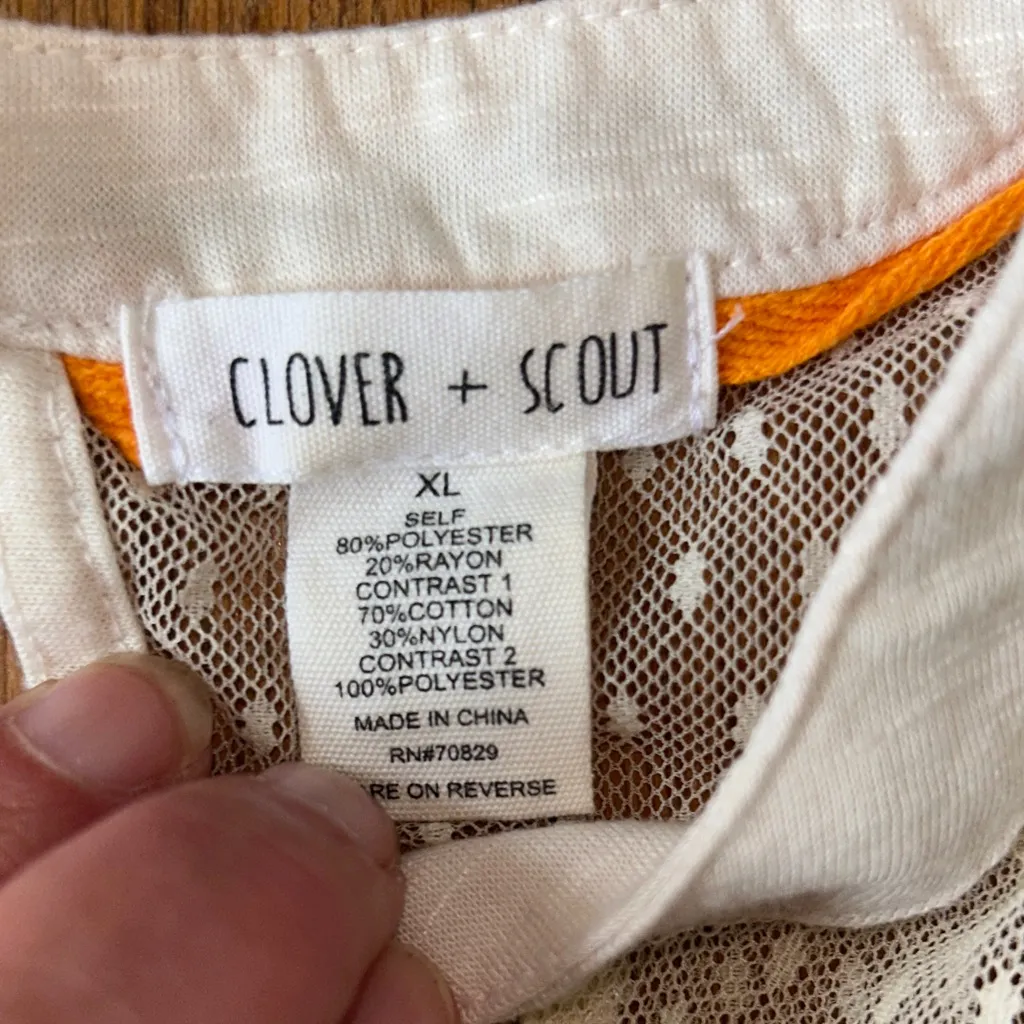 CLOVER + SCOUT
XL
SELF
80%POLYESTER
20%RAYON
CONTRAST 1
70%COTTON
30%NYLON
CONTRAST 2
100%POLYESTER
MADE IN CHINA
RN#70829
ON REVERSE